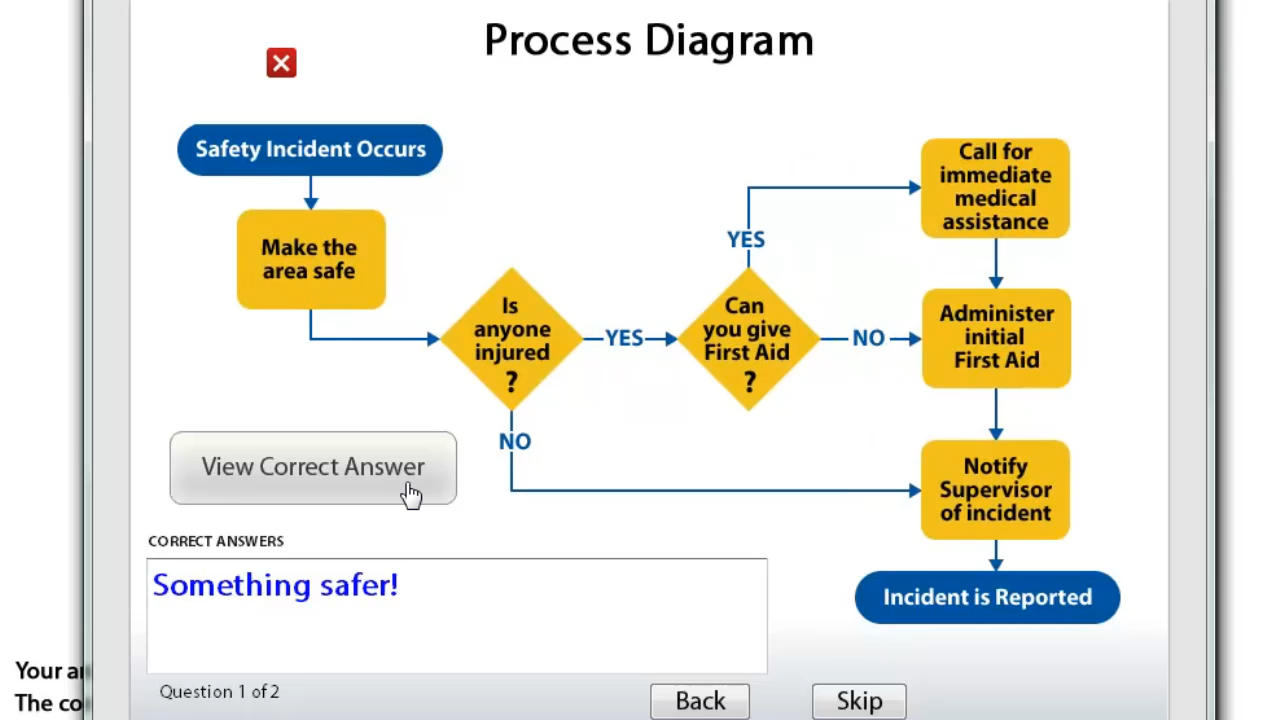 Process Diagram
Safety Incident Occurs
Make the
area safe
Is
anyone
injured
?
YES
NO
Can
you give
First Aid
?
YES
NO
Call for
immediate
medical
assistance
Administer
initial
First Aid
Notify
Supervisor
of incident
Incident is Reported
View Correct Answer
CORRECT ANSWERS
Something safer!
Question 1 of 2
Back
Skip
Your
The